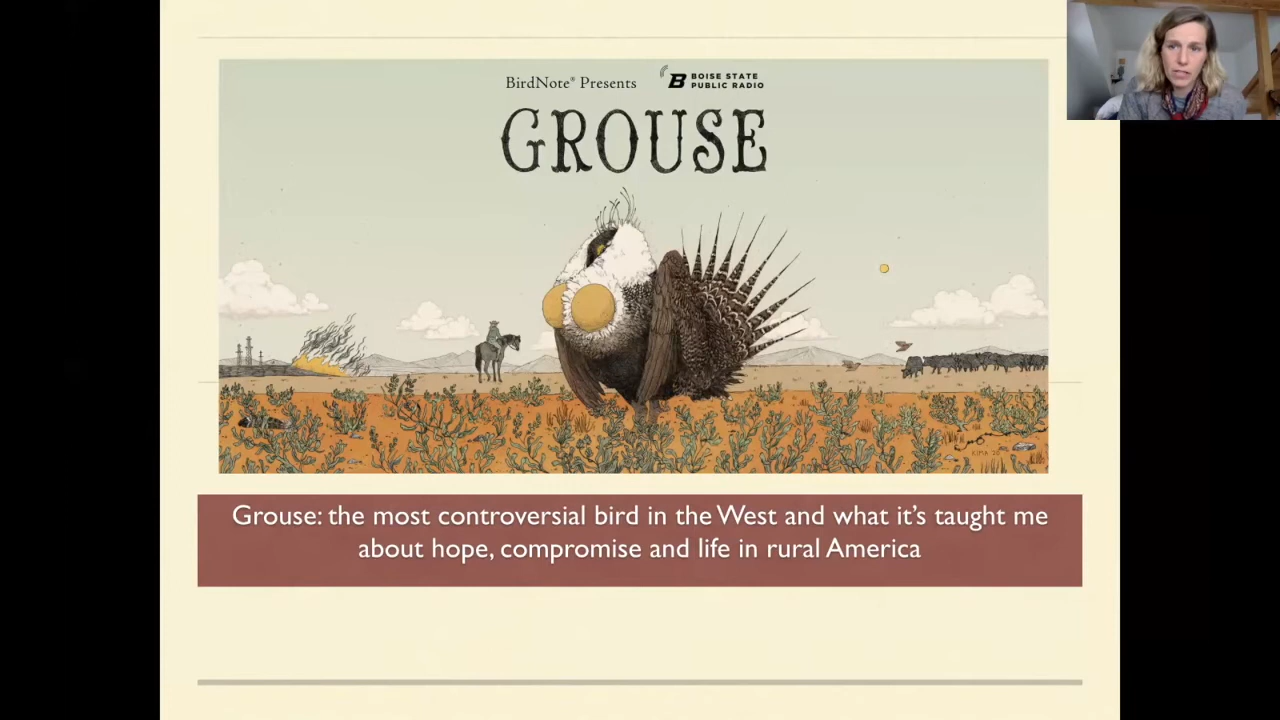 BirdNote® Presents
BOISE STATE
PUBLIC RADIO
GROUSE
Grouse: the most controversial bird in the West and what it's taught me
about hope, compromise and life in rural America